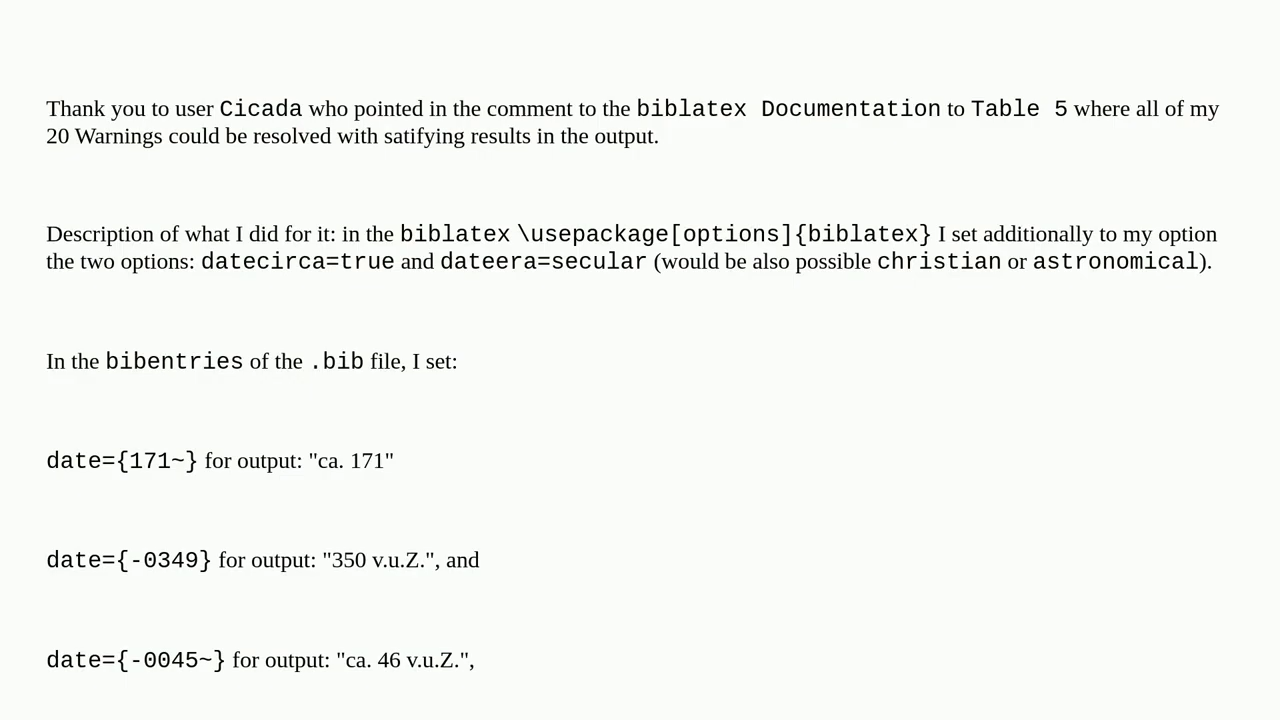 Thank you to user Cicada who pointed in the comment to the biblatex Documentation to Table 5 where all of my
20 Warnings could be resolved with satifying results in the output.
Description of what I did for it: in the biblatex \usepackage[options]{biblatex} I set additionally to my option
the two options: datecirca=true and dateera=secular (would be also possible christian or astronomical).
In the bibentries of the .bib file, I set:
date={171~} for output: "ca. 171"
date={-0349} for output: "350 v.u.Z.", and
date={-0045~} for output: "ca. 46 v.u.Z.",